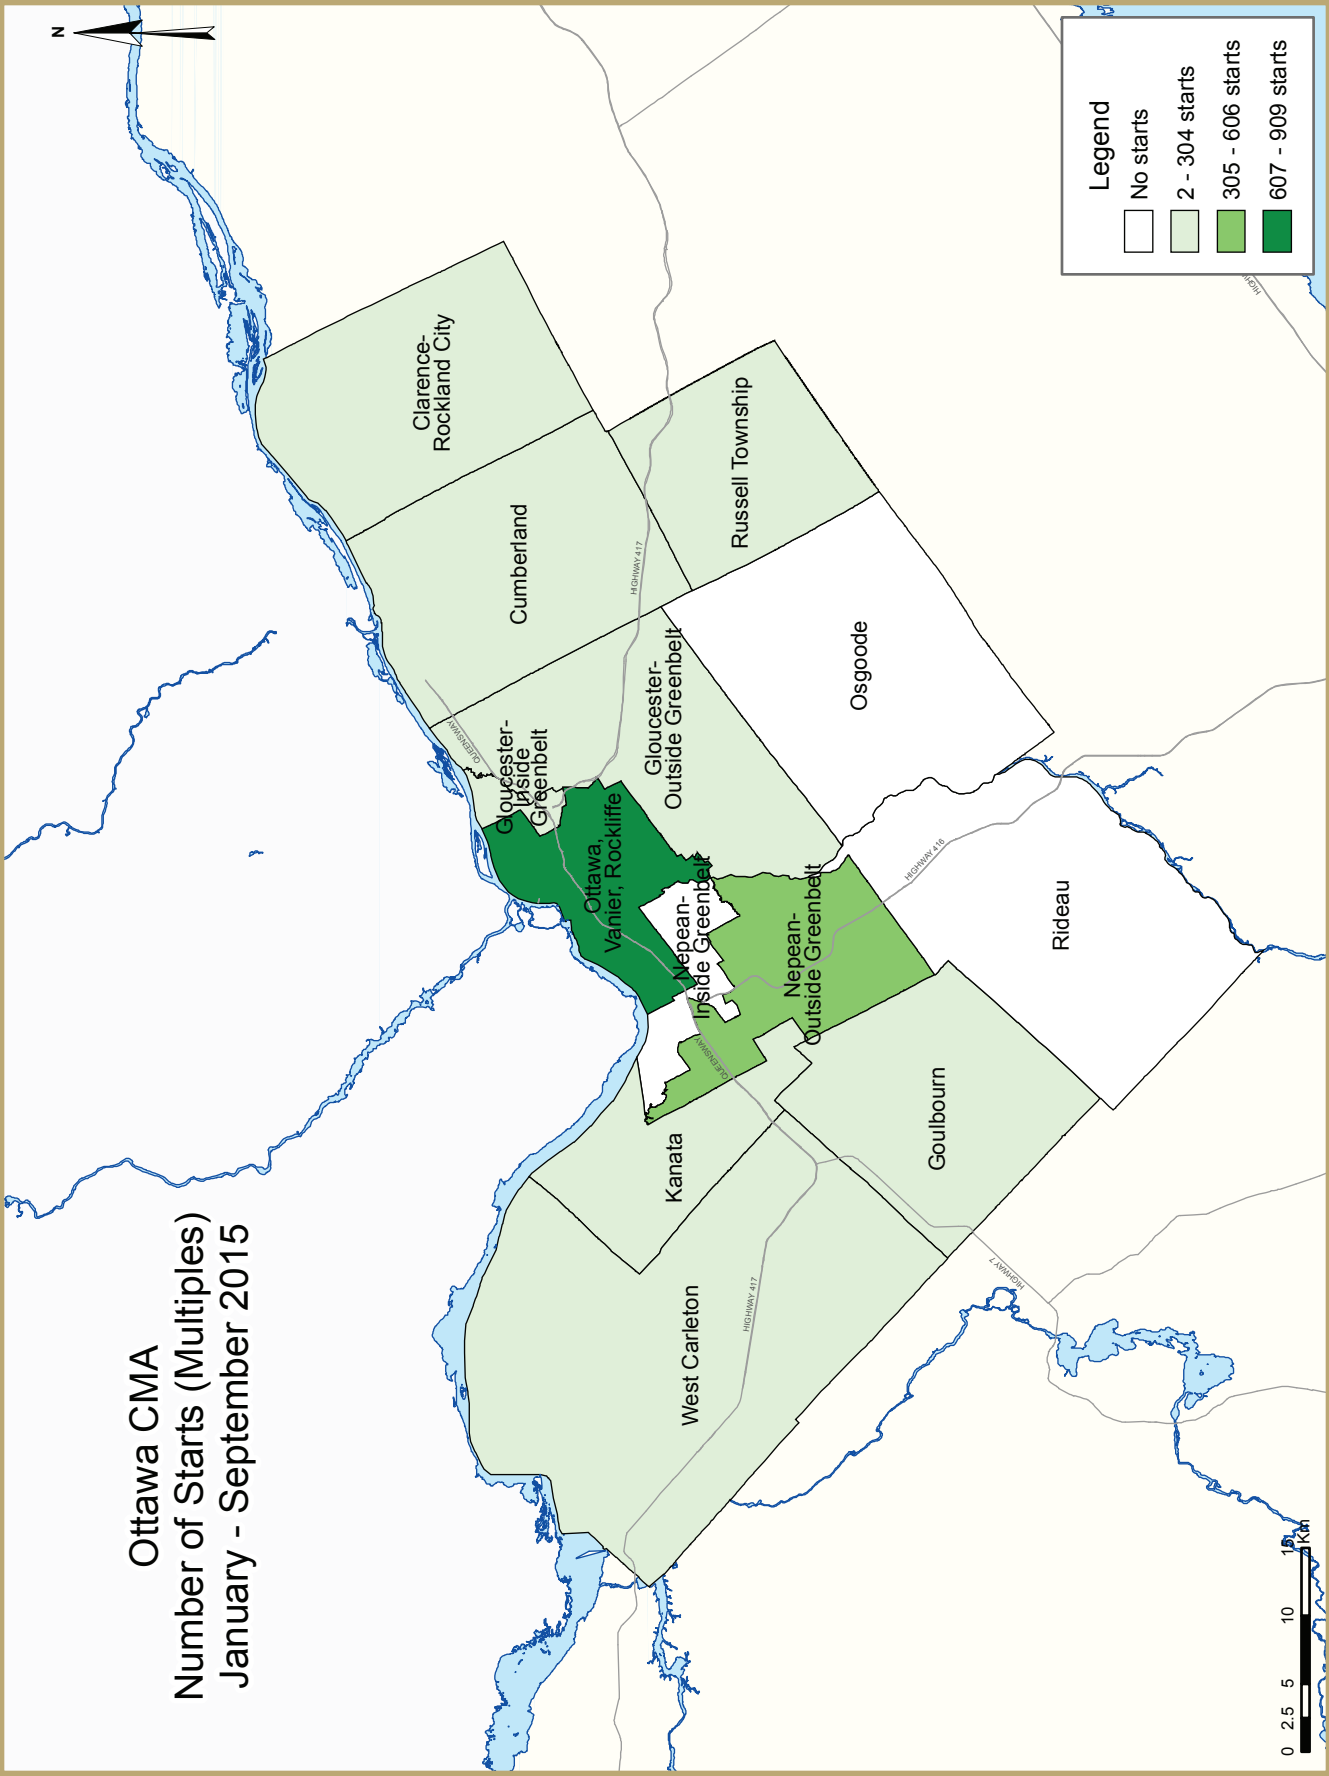 Ottawa CMA
Number of Starts (Multiples)
January - September 2015
N
Clarence-
Rockland City
Cumberland
Russell Township
HIGHWAY 417
QUEENSWAY
Gloucester-
Inside
Greenbelt
Gloucester-
Outside Greenbelt
Osgoode
Ottawa,
Vanier, Rockliffe
Nepean-
Inside Greenbelt
Nepean-
Outside Greenbelt
QUEENSWAY
HIGHWAY 416
Rideau
Kanata
Goulbourn
West Carleton
HIGHWAY 417
HIGHWAY 7
Legend
No starts
2 - 304 starts
305 - 606 starts
607 - 909 starts
0 2.5 5 10 15
Km